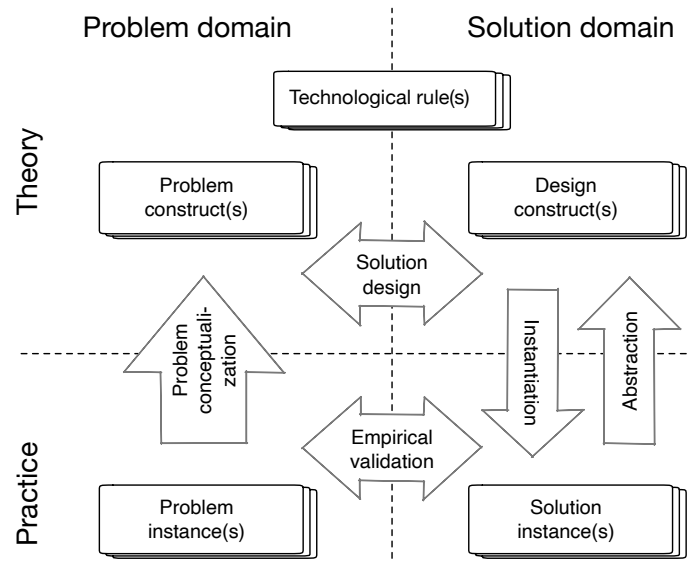 Problem domain
Solution domain
Technological rule(s)
Theory
Problem
construct(s)
Design
construct(s)
Solution
design
Problem
conceptuali-
zation
Instantiation
Abstraction
Empirical
validation
Practice
Problem
instance(s)
Solution
instance(s)